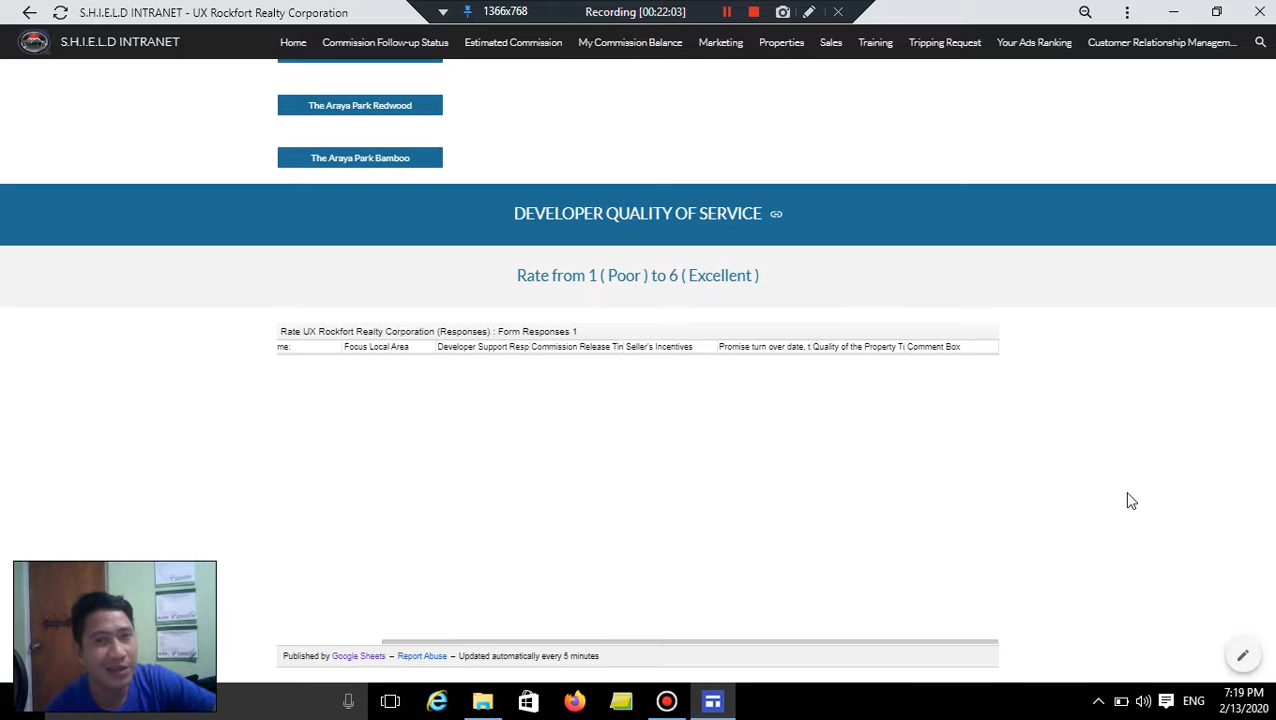 S.H.I.E.L.D INTRANET - UX Rockfort Realty Corporation
1366x768
Recording [00:22:03]
S.H.I.E.L.D INTRANET
Home
Commission Follow-up Status
Estimated Commission
My Commission Balance
Marketing
Properties
Sales
Training
Tripping Request
Your Ads Ranking
Customer Relationship Managem...
The Araya Park Redwood
The Araya Park Bamboo
DEVELOPER QUALITY OF SERVICE
Rate from 1 ( Poor ) to 6 ( Excellent )
Rate UX Rockfort Realty Corporation (Responses) : Form Responses 1
me:
Focus Local Area
Developer Support Resp
Commission Release Tin
Seller's Incentives
Promise turn over date, t
Quality of the Property Ti
Comment Box
Published by Google Sheets – Report Abuse – Updated automatically every 5 minutes
ENG
7:19 PM
2/13/2020